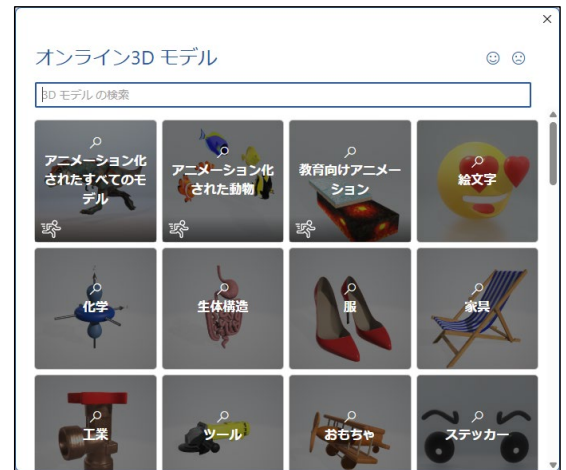 オンライン3D モデル
3D モデル の検索
アニメーション化
されたすべてのモ
デル
アニメーション化
された動物
教育向けアニメー
ション
絵文字
化学
生体構造
服
家具
工業
ツール
おもちゃ
ステッカー